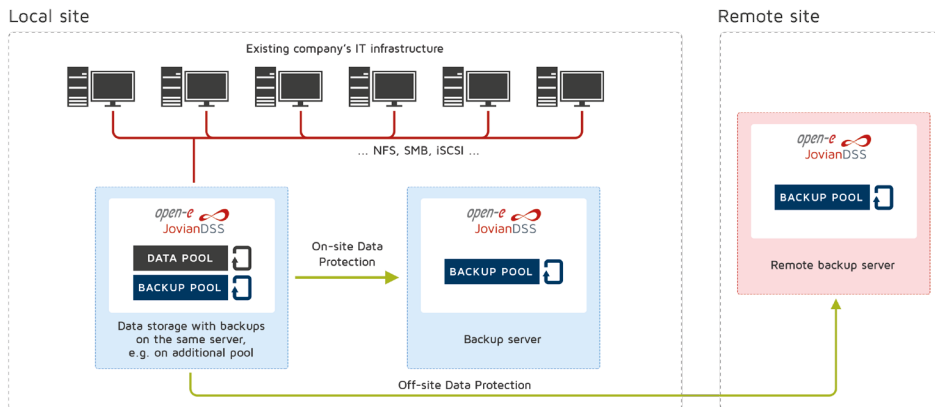 Local site
Remote site
Existing company's IT infrastructure
... NFS, SMB, iSCSI ...
open-e
JovianDSS
DATA POOL
BACKUP POOL
Data storage with backups
on the same server,
e.g. on additional pool
On-site Data
Protection
open-e
JovianDSS
BACKUP POOL
Backup server
open-e
JovianDSS
BACKUP POOL
Remote backup server
Off-site Data Protection